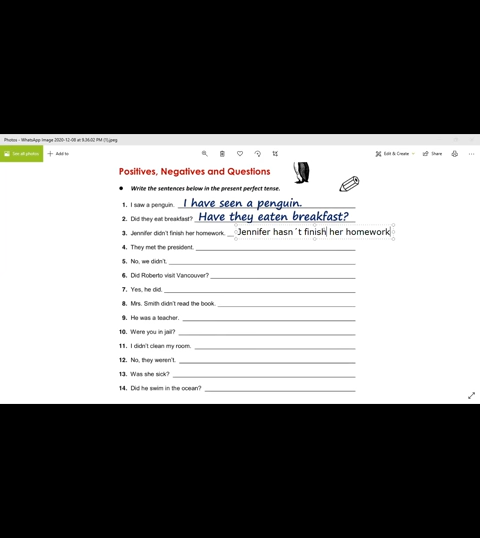 Photos - WhatsApp Image 2020-12-08 at 5.36.02 PM (1).jpeg
See all photos + Add to Edit & Create Share
Positives, Negatives and Questions
Write the sentences below in the present perfect tense.
1. I saw a penguin. I have seen a penguin.
2. Did they eat breakfast? Have they eaten breakfast?
3. Jennifer didn't finish her homework. Jennifer hasn´t finish her homework
4. They met the president.
5. No, we didn't.
6. Did Roberto visit Vancouver?
7. Yes, he did.
8. Mrs. Smith didn't read the book.
9. He was a teacher.
10. Were you in jail?
11. I didn't clean my room.
12. No, they weren't.
13. Was she sick?
14. Did he swim in the ocean?